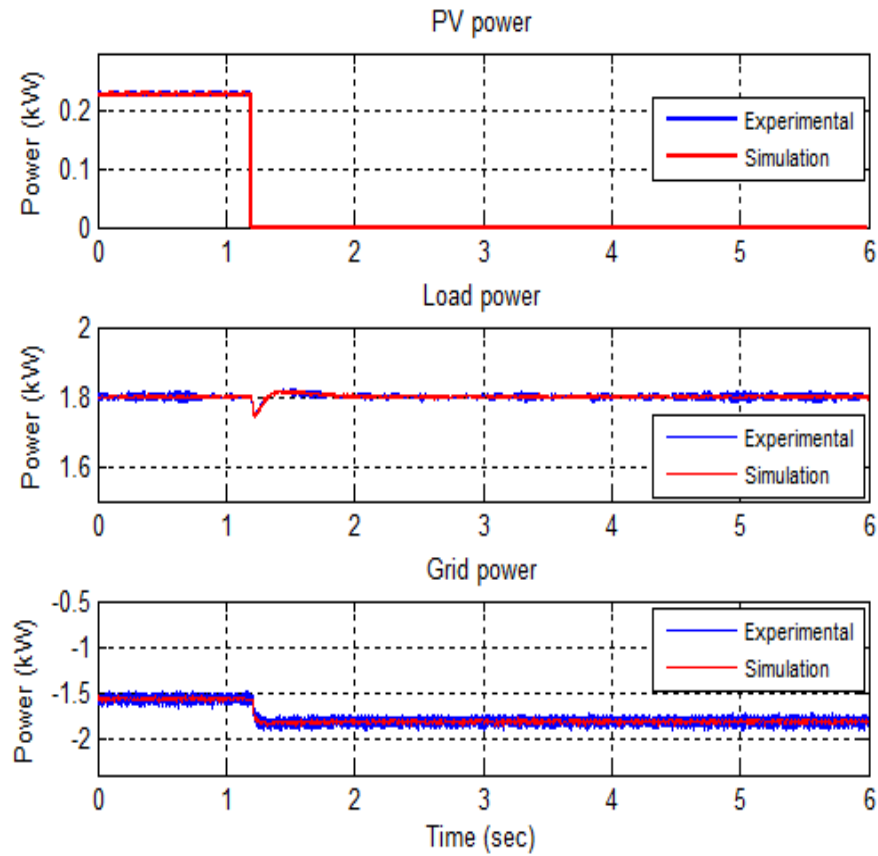 PV power
Power (kW)
0.2
0.1
0
0 1 2 3 4 5 6
Experimental
Simulation
Load power
Power (kW)
2
1.8
1.6
0 1 2 3 4 5 6
Experimental
Simulation
Grid power
Power (kW)
-0.5
-1
-1.5
-2
0 1 2 3 4 5 6
Experimental
Simulation
Time (sec)